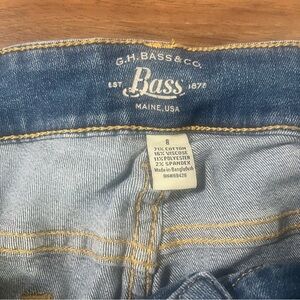 G.H. BASS & CO.
EST. Bass 1876
MAINE, USA
8
71% COTTON
16% VISCOSE
11% POLYESTER
2% SPANDEX
Made in Bangladesh